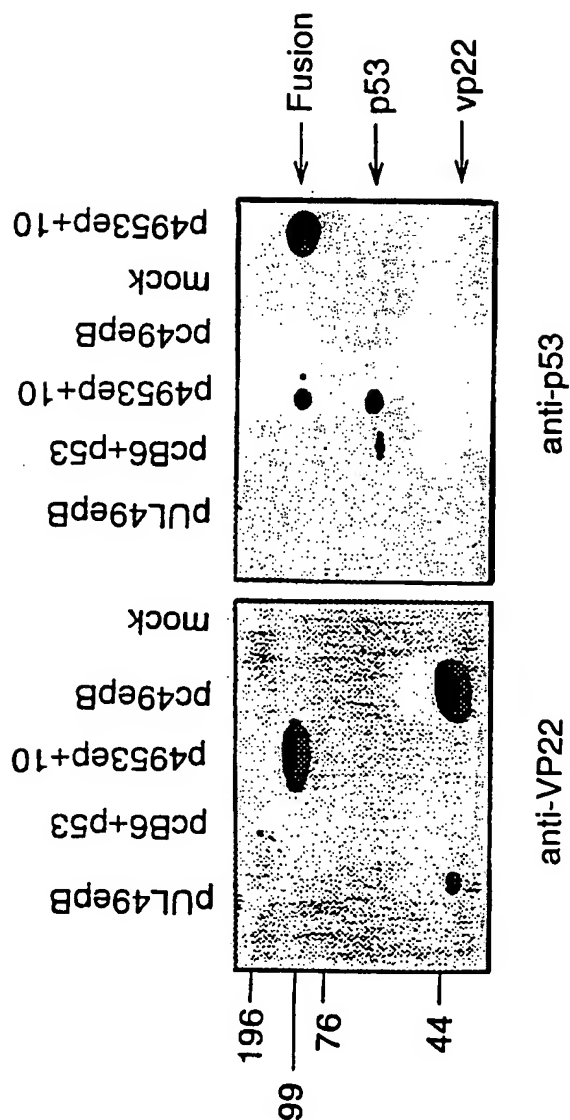 pUL49epB
pcB6+p53
p4953ep+10
pc49epB
mock
pUL49epB
pcB6+p53
p4953ep+10
pc49epB
mock
p4953ep+10
196
99
76
44
Fusion
p53
vp22
anti-VP22
anti-p53